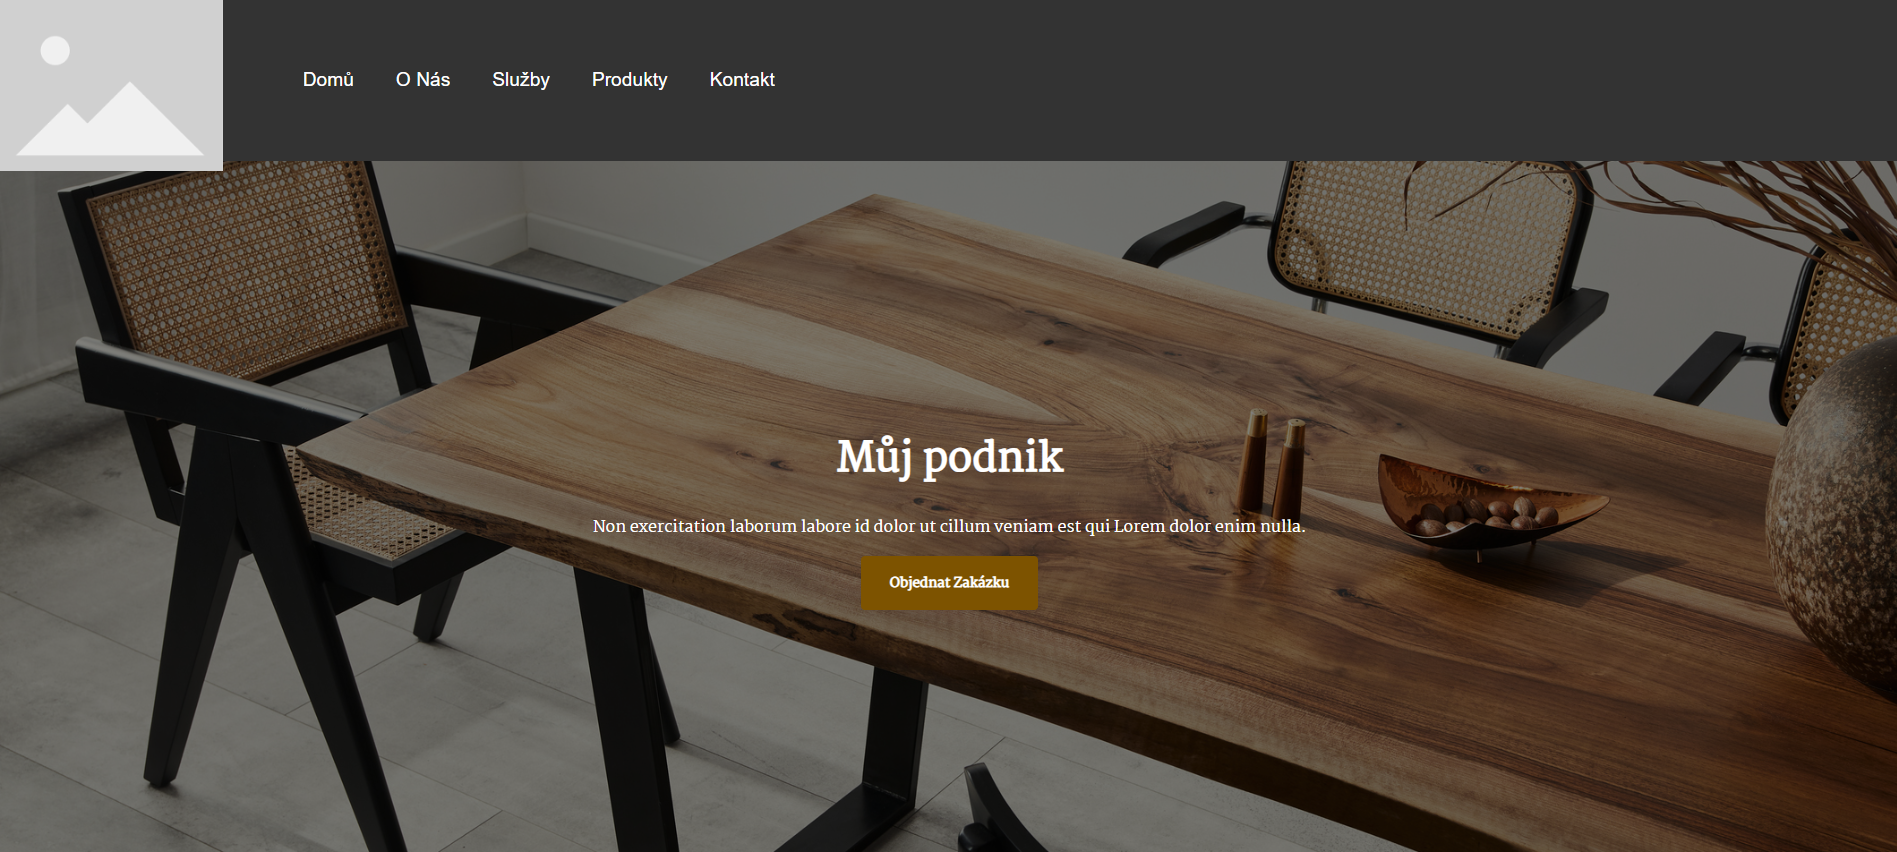 Domů O Nás Služby Produkty Kontakt
Můj podnik
Non exercitation laborum labore id dolor ut cillum veniam est qui Lorem dolor enim nulla.
Objednat Zakázku